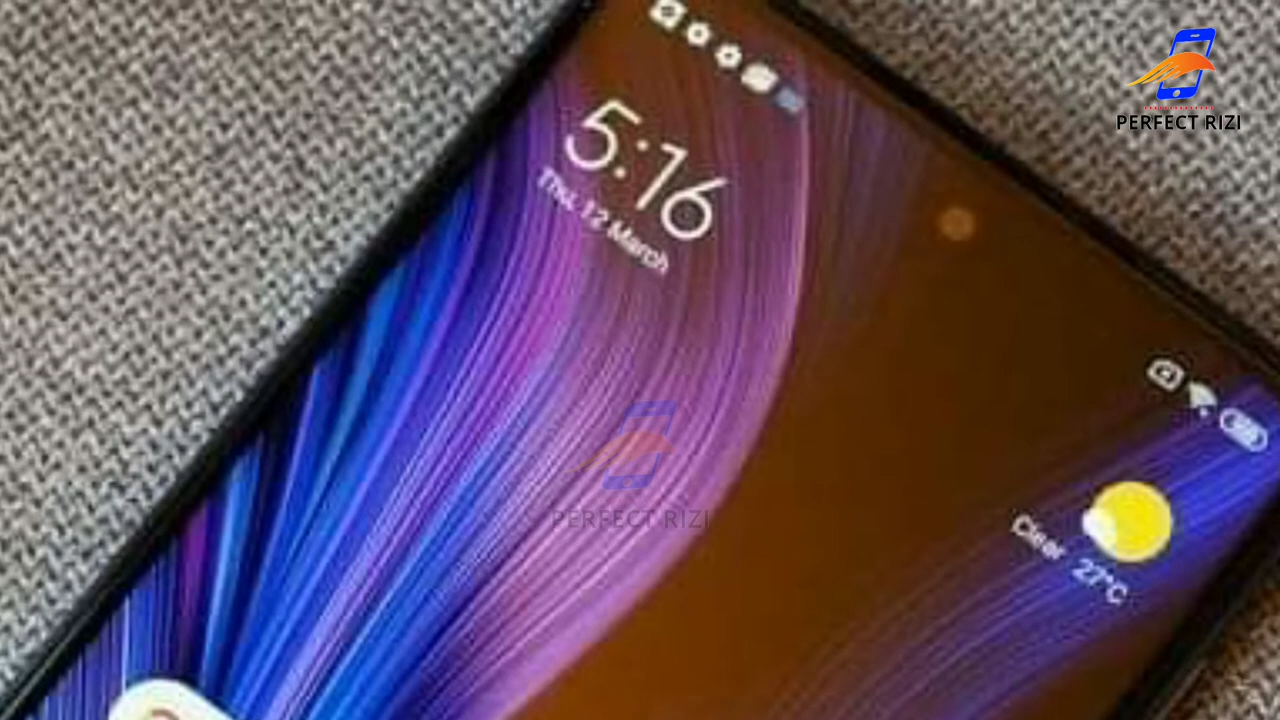 PERFECT RIZI
5:16
Thu, 12 March
Clear 27°C
PERFECT RIZI